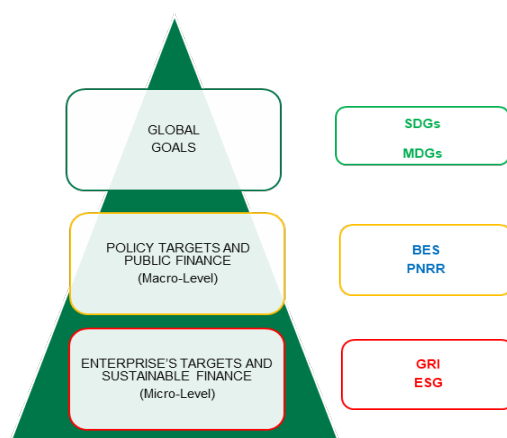 GLOBAL
GOALS
SDGs
MDGs
POLICY TARGETS AND
PUBLIC FINANCE
(Macro-Level)
BES
PNRR
ENTERPRISE'S TARGETS AND
SUSTAINABLE FINANCE
(Micro-Level)
GRI
ESG